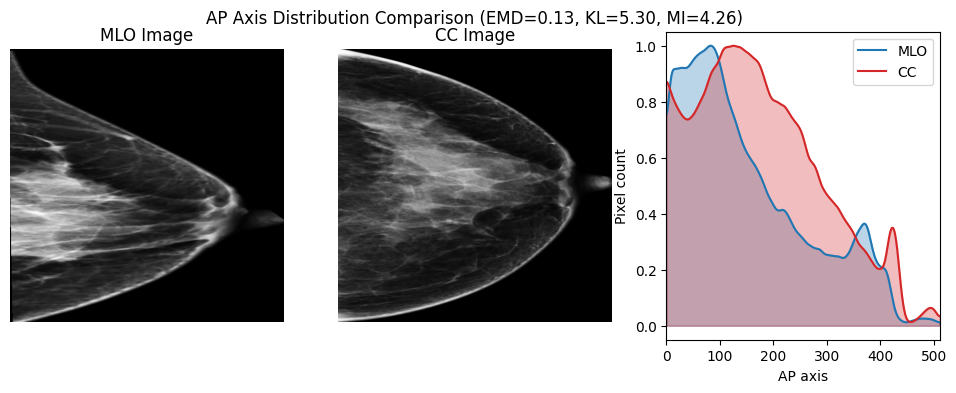 AP Axis Distribution Comparison (EMD=0.13, KL=5.30, MI=4.26)
MLO Image
CC Image
MLO
CC
Pixel count
1.0
0.8
0.6
0.4
0.2
0.0
0 100 200 300 400 500
AP axis